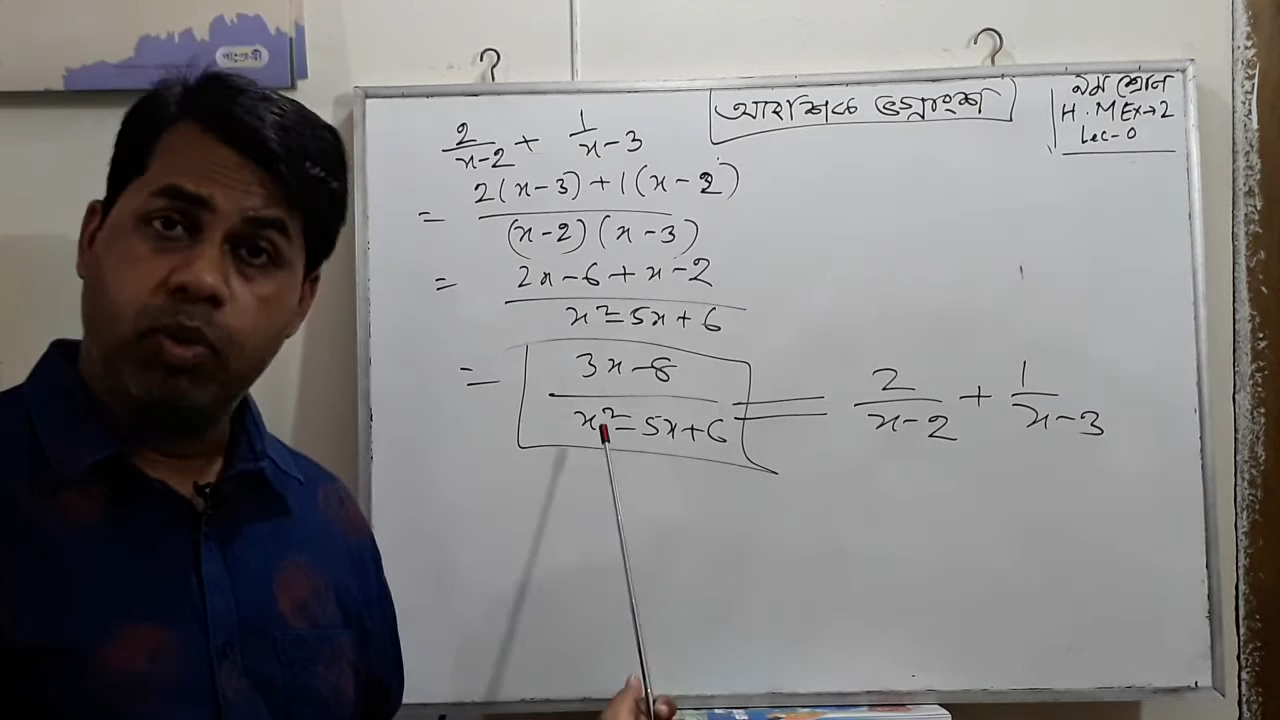 পাঞ্জেরী
আংশিক ভগ্নাংশ
৯ম শ্রেণি
H.M EX→2
Lec-0
2/(x-2) + 1/(x-3)
= (2(x-3)+1(x-2))/((x-2)(x-3))
= (2x-6+x-2)/(x²-5x+6)
= (3x-8)/(x²-5x+6) = 2/(x-2) + 1/(x-3)